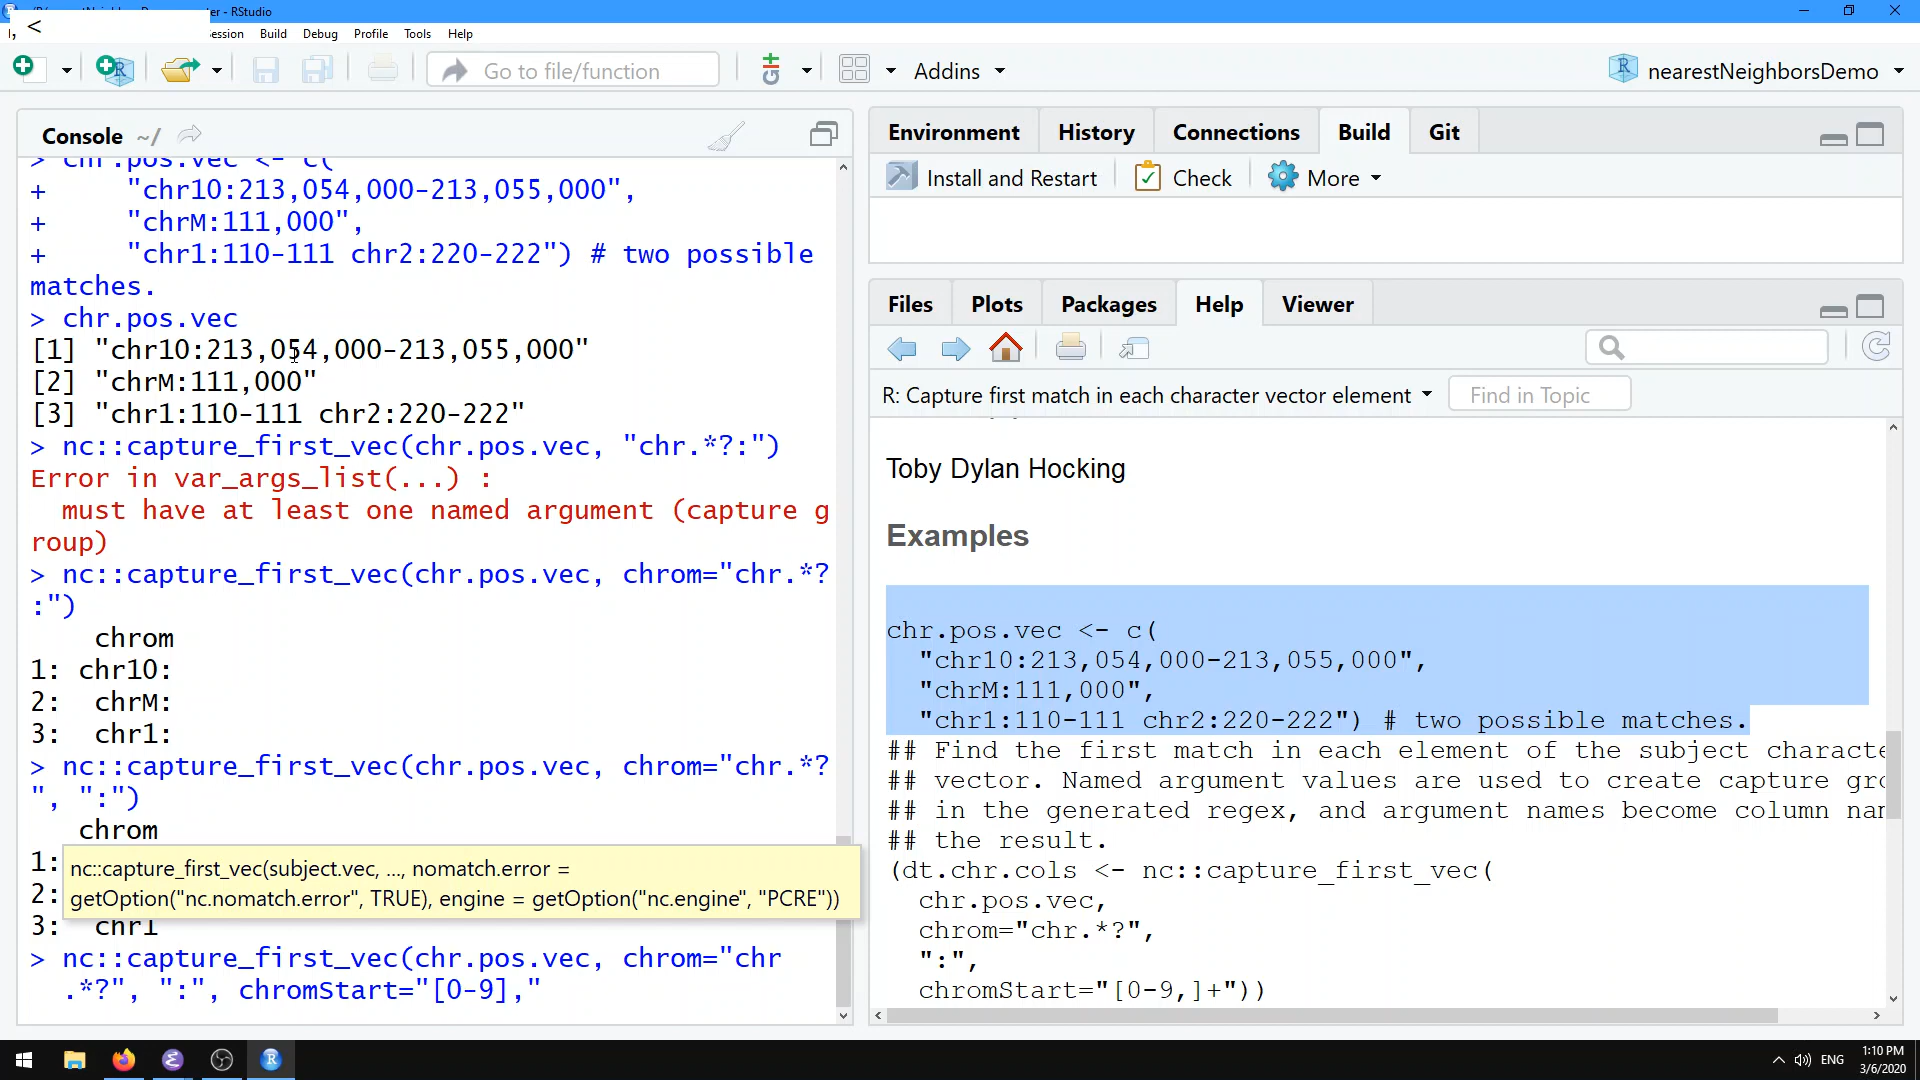 - RStudio
Session Build Debug Profile Tools Help
Go to file/function
Addins
nearestNeighborsDemo
Console ~/
> chr.pos.vec <- c(
+ "chr10:213,054,000-213,055,000",
+ "chrM:111,000",
+ "chr1:110-111 chr2:220-222") # two possible
matches.
> chr.pos.vec
[1] "chr10:213,054,000-213,055,000"
[2] "chrM:111,000"
[3] "chr1:110-111 chr2:220-222"
> nc::capture_first_vec(chr.pos.vec, "chr.*?:")
Error in var_args_list(...) :
must have at least one named argument (capture g
roup)
> nc::capture_first_vec(chr.pos.vec, chrom="chr.*?
:")
chrom
1: chr10:
2: chrM:
3: chr1:
> nc::capture_first_vec(chr.pos.vec, chrom="chr.*?
", ":")
chrom
1:
2:
3: chr1
nc::capture_first_vec(subject.vec, ..., nomatch.error =
getOption("nc.nomatch.error", TRUE), engine = getOption("nc.engine", "PCRE"))
> nc::capture_first_vec(chr.pos.vec, chrom="chr
.*?", ":", chromStart="[0-9],"
Environment History Connections Build Git
Install and Restart Check More
Files Plots Packages Help Viewer
R: Capture first match in each character vector element
Find in Topic
Toby Dylan Hocking
Examples
chr.pos.vec <- c(
"chr10:213,054,000-213,055,000",
"chrM:111,000",
"chr1:110-111 chr2:220-222") # two possible matches.
## Find the first match in each element of the subject characte
## vector. Named argument values are used to create capture gro
## in the generated regex, and argument names become column nam
## the result.
(dt.chr.cols <- nc::capture_first_vec(
chr.pos.vec,
chrom="chr.*?",
":",
chromStart="[0-9,]+"))
ENG
1:10 PM
3/6/2020